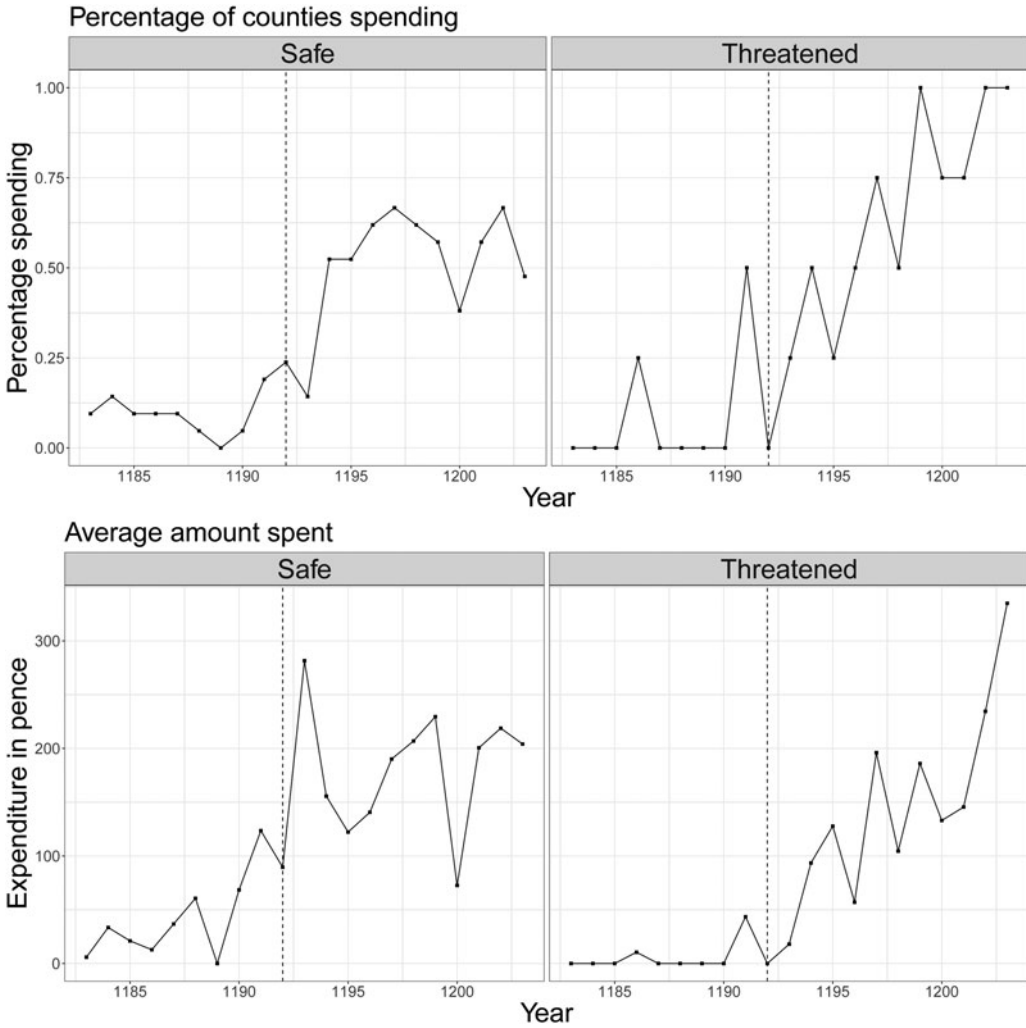 Percentage of counties spending
Safe
Threatened
Percentage spending
1.00
0.75
0.50
0.25
0.00
1185 1190 1195 1200
1185 1190 1195 1200
Year
Average amount spent
Safe
Threatened
Expenditure in pence
300
200
100
0
1185 1190 1195 1200
1185 1190 1195 1200
Year